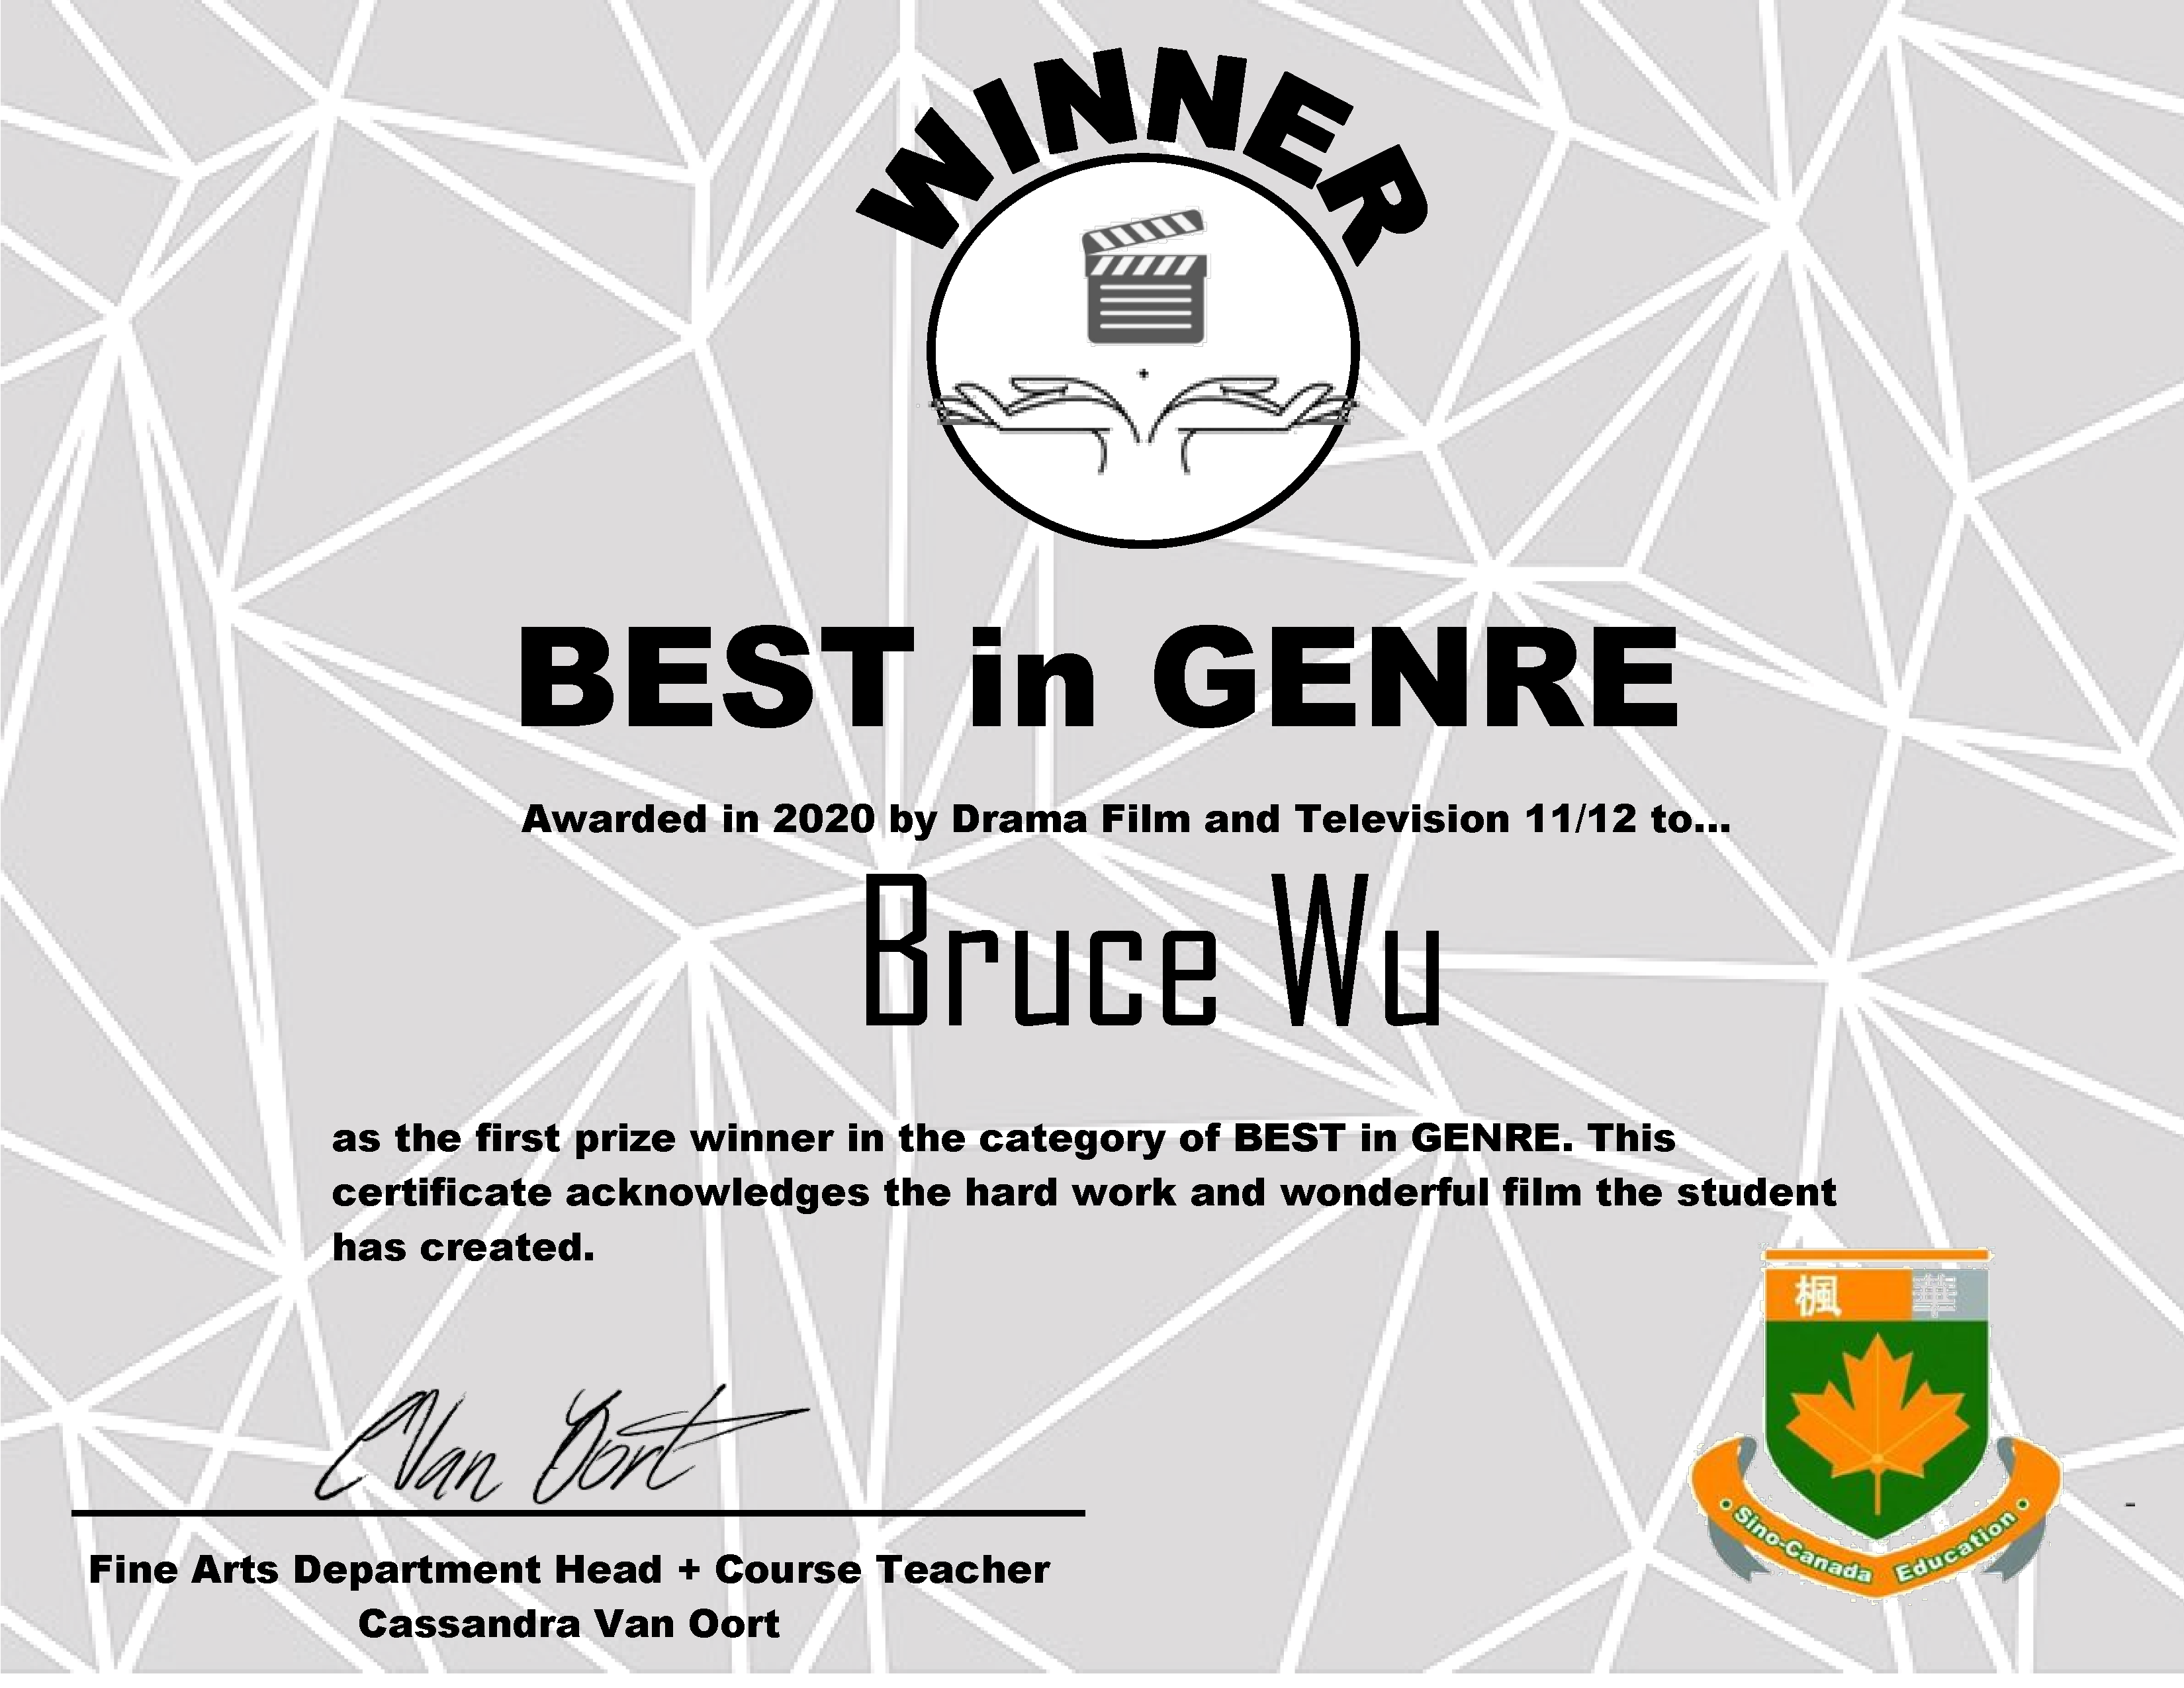 WINNER
BEST in GENRE
Awarded in 2020 by Drama Film and Television 11/12 to...
Bruce Wu
as the first prize winner in the category of BEST in GENRE. This
certificate acknowledges the hard work and wonderful film the student
has created.
楓 華
Sino-Canada Education
C Van Oort
Fine Arts Department Head + Course Teacher
Cassandra Van Oort
-